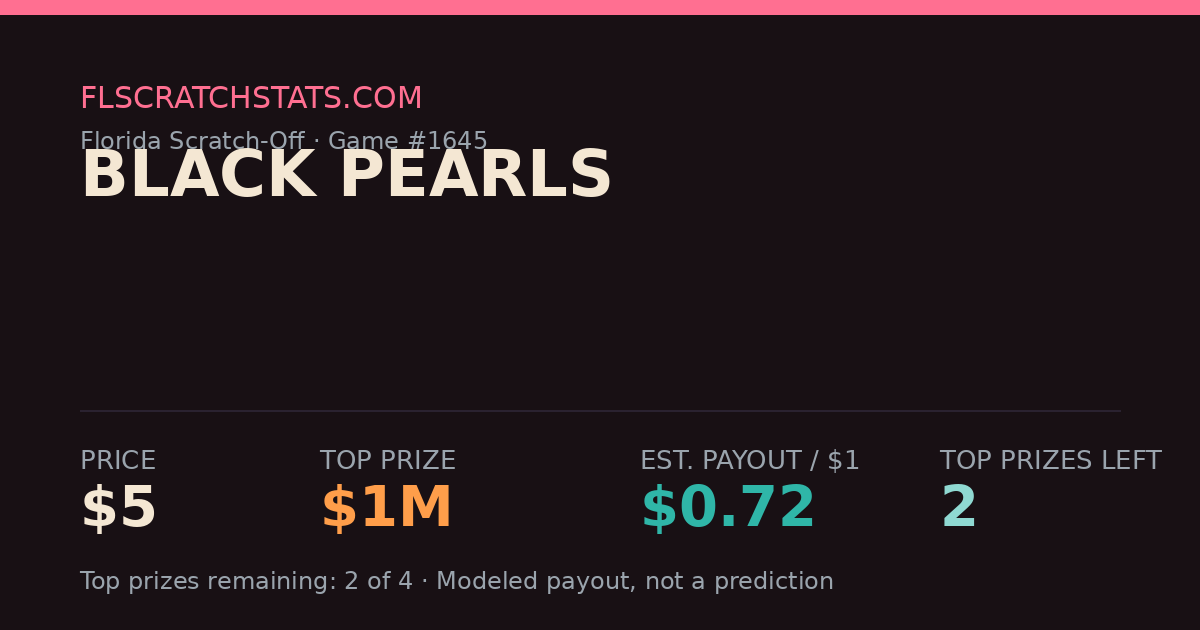 FLSCRATCHSTATS.COM
Florida Scratch-Off · Game #1645
BLACK PEARLS
PRICE
TOP PRIZE
EST. PAYOUT / $1
TOP PRIZES LEFT
$5
$1M
$0.72
2
Top prizes remaining: 2 of 4 · Modeled payout, not a prediction